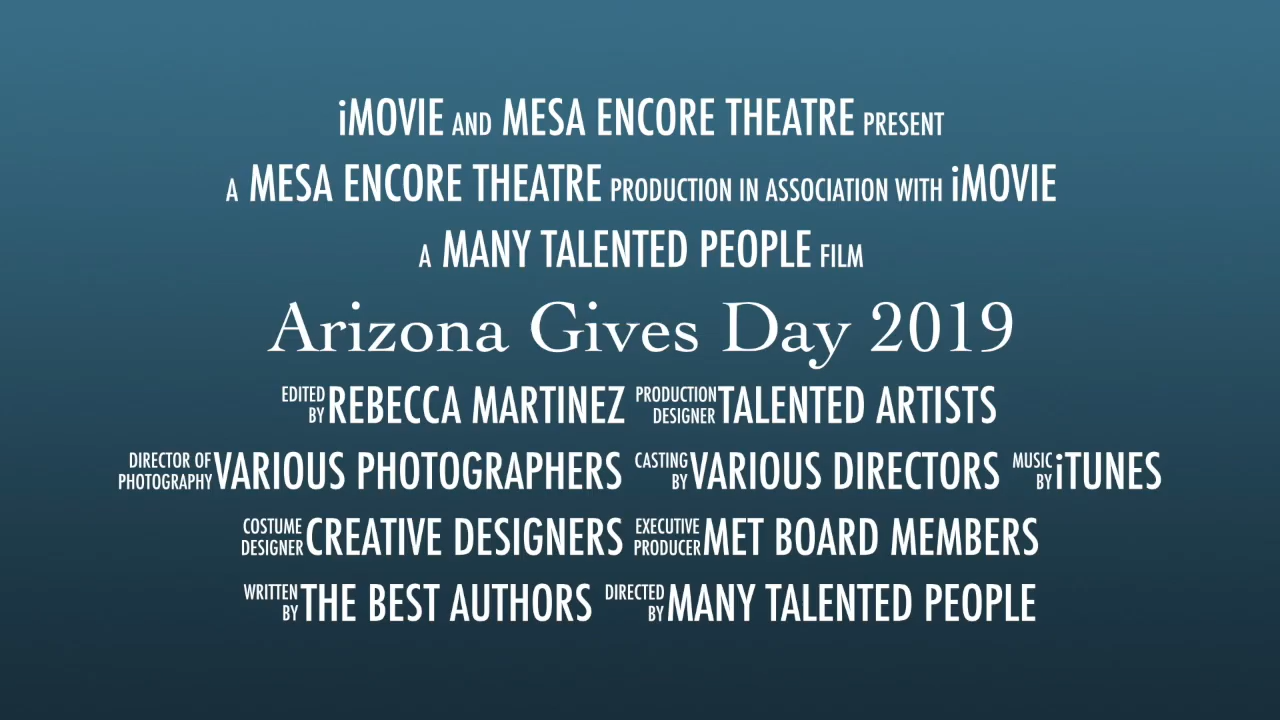 iMOVIE AND MESA ENCORE THEATRE PRESENT
A MESA ENCORE THEATRE PRODUCTION IN ASSOCIATION WITH iMOVIE
A MANY TALENTED PEOPLE FILM
Arizona Gives Day 2019
EDITED BY REBECCA MARTINEZ PRODUCTION DESIGNER TALENTED ARTISTS
DIRECTOR OF PHOTOGRAPHY VARIOUS PHOTOGRAPHERS CASTING BY VARIOUS DIRECTORS MUSIC BY iTUNES
COSTUME DESIGNER CREATIVE DESIGNERS EXECUTIVE PRODUCER MET BOARD MEMBERS
WRITTEN BY THE BEST AUTHORS DIRECTED BY MANY TALENTED PEOPLE